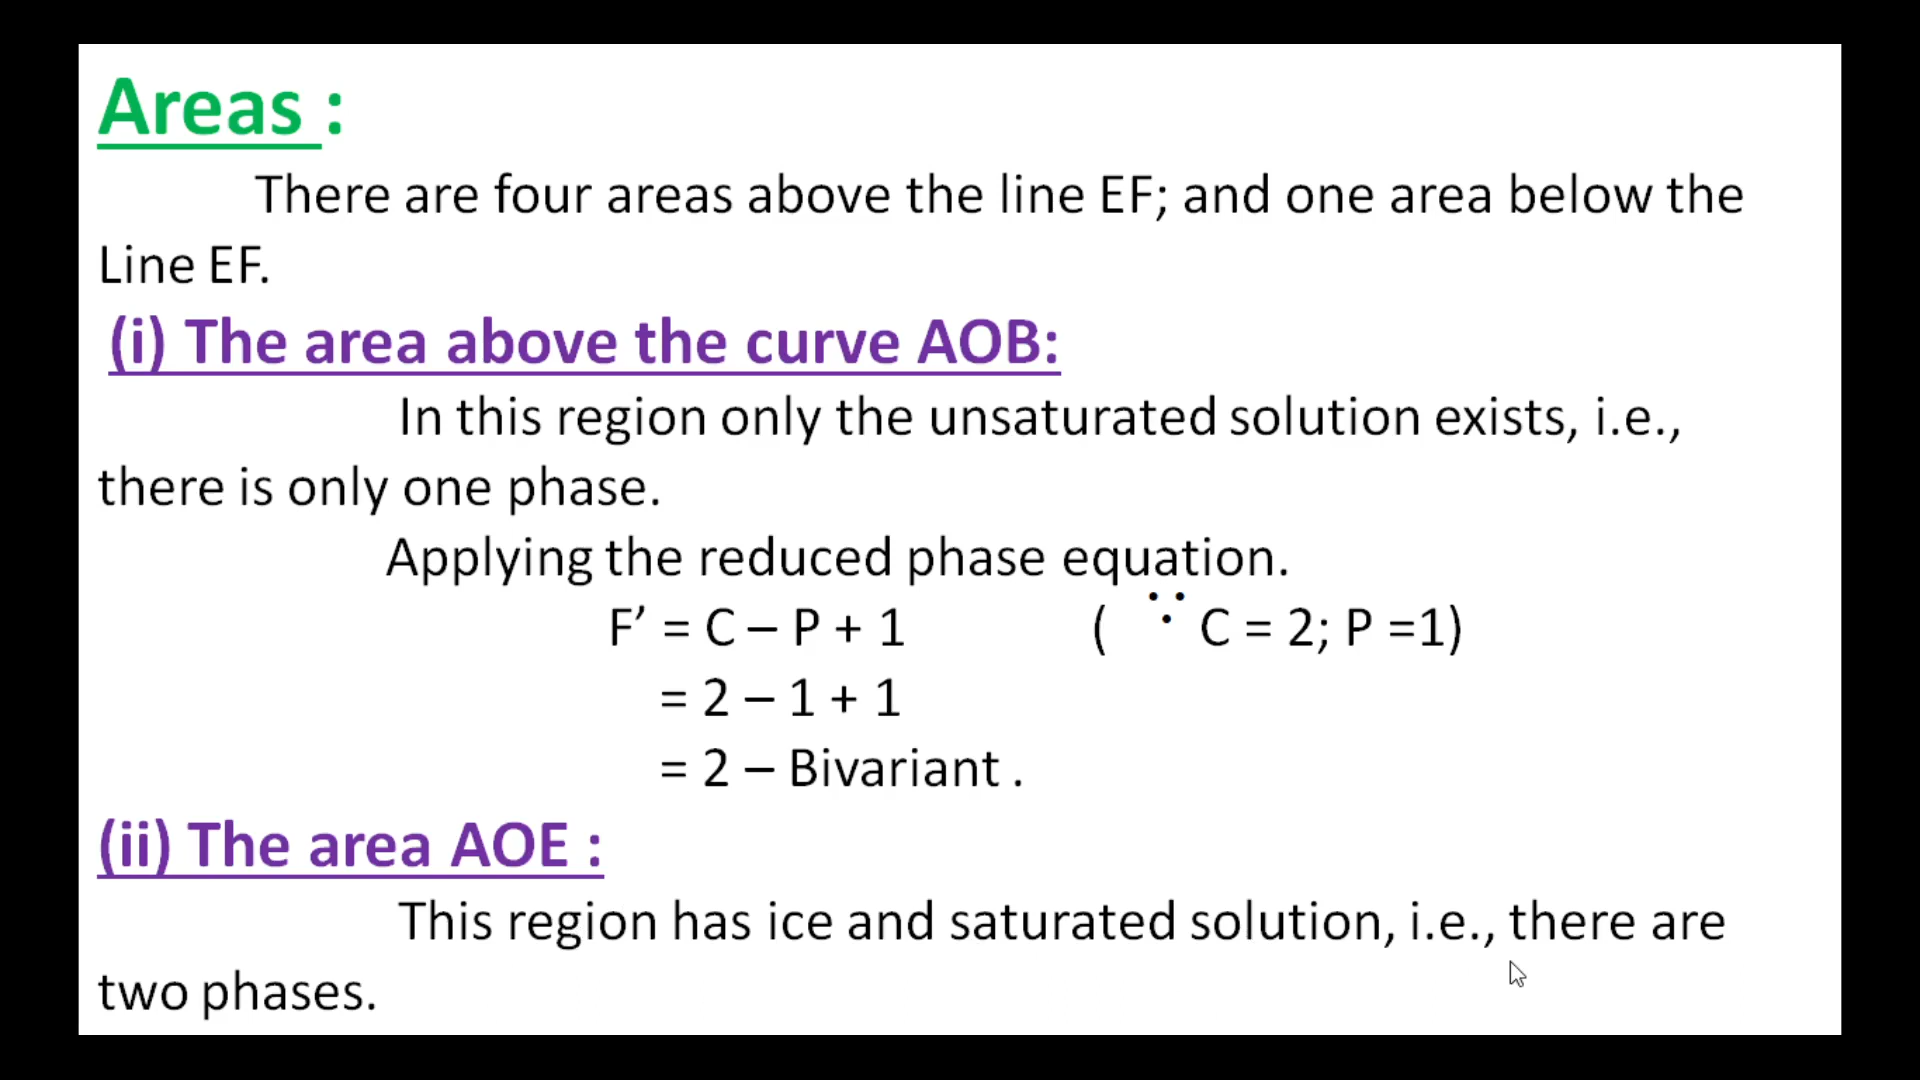 Areas :
There are four areas above the line EF; and one area below the
Line EF.
(i) The area above the curve AOB:
In this region only the unsaturated solution exists, i.e.,
there is only one phase.
Applying the reduced phase equation.
F’ = C – P + 1 ( ∵ C = 2; P =1)
= 2 – 1 + 1
= 2 – Bivariant .
(ii) The area AOE :
This region has ice and saturated solution, i.e., there are
two phases.